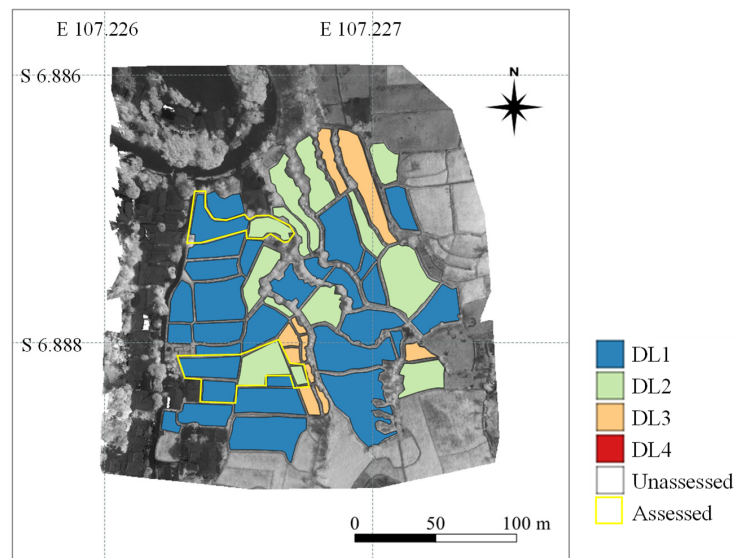 E 107.226 E 107.227
S 6.886
N
S 6.888
DL1
DL2
DL3
DL4
Unassessed
Assessed
0 50 100 m